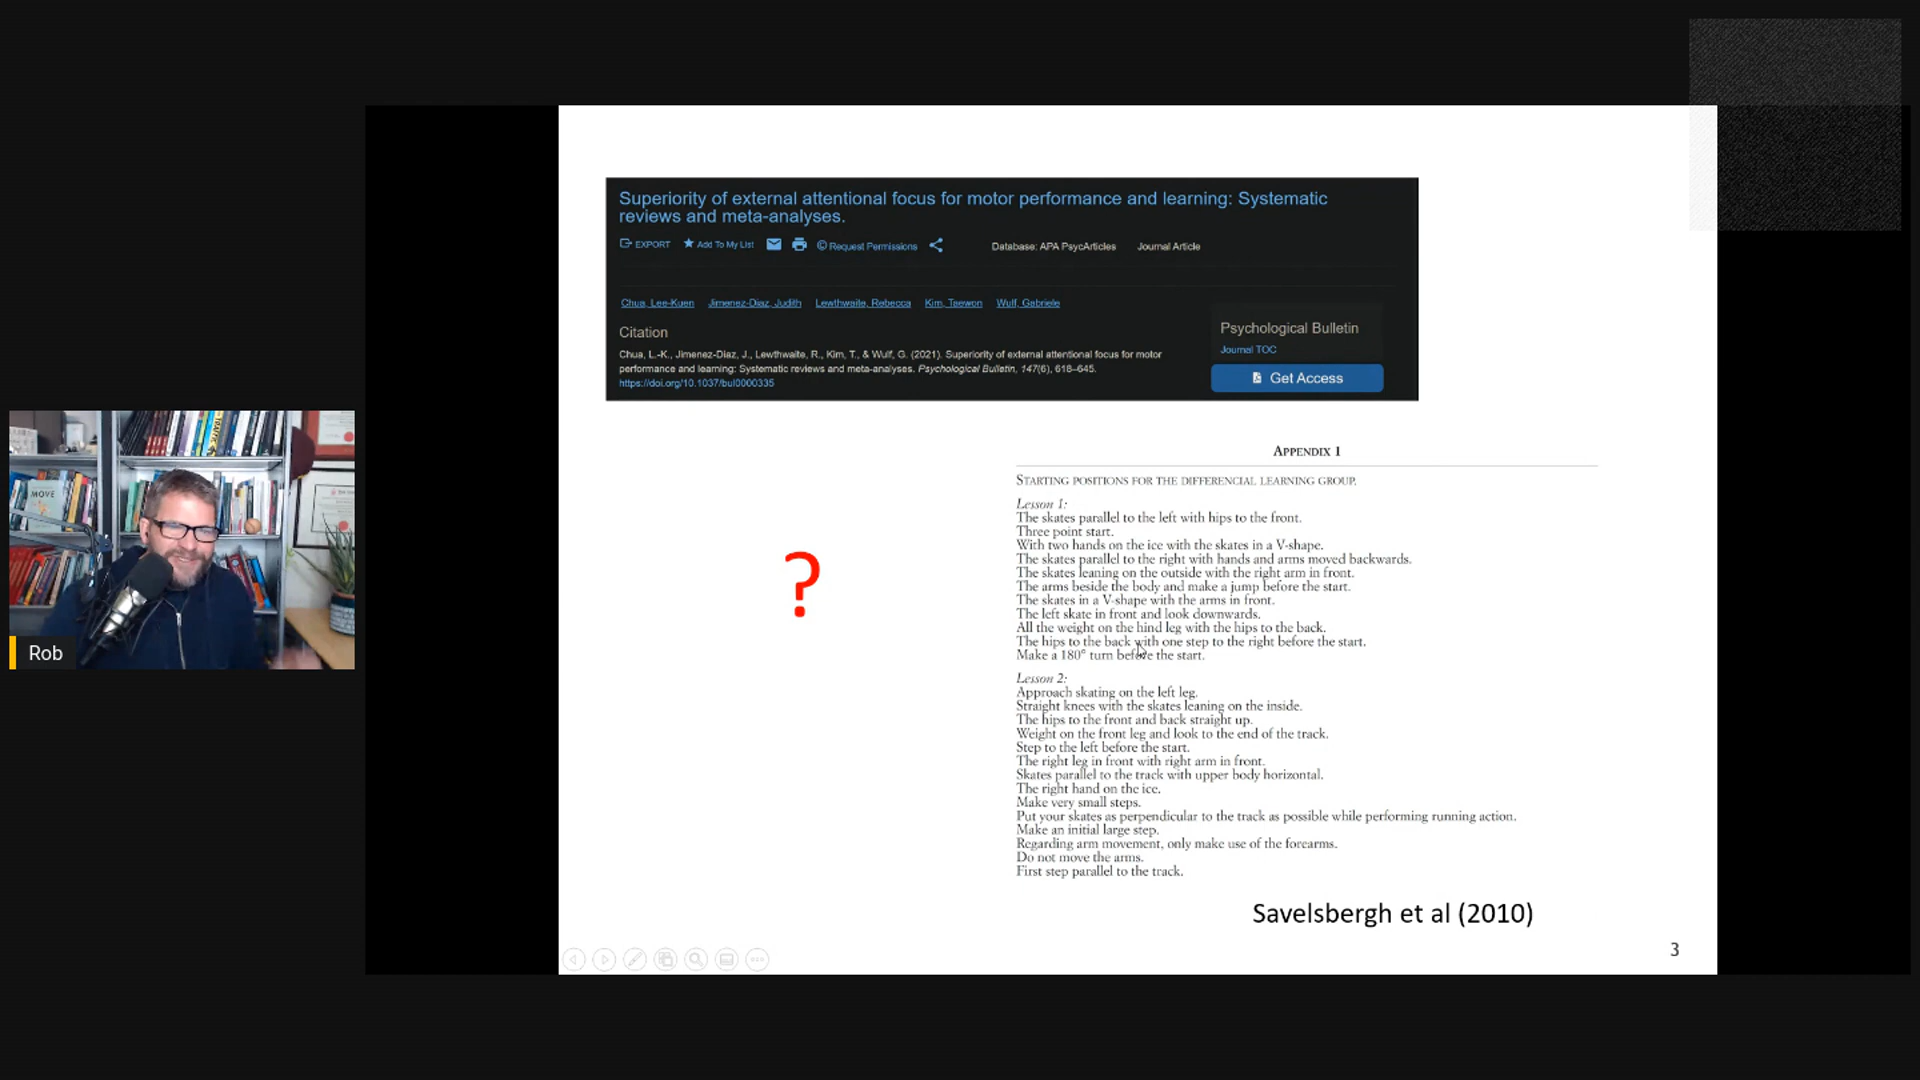 Superiority of external attentional focus for motor performance and learning: Systematic
reviews and meta-analyses.
EXPORT Add To My List Request Permissions Database: APA PsycArticles Journal Article
Chua, Lee-Kuen Jimenez-Diaz, Judith Lewthwaite, Rebecca Kim, Taewon Wulf, Gabriele
Citation
Chua, L.-K., Jimenez-Diaz, J., Lewthwaite, R., Kim, T., & Wulf, G. (2021). Superiority of external attentional focus for motor
performance and learning: Systematic reviews and meta-analyses. Psychological Bulletin, 147(6), 618–645.
https://doi.org/10.1037/bul0000335
Psychological Bulletin
Journal TOC
Get Access
?
APPENDIX 1
STARTING POSITIONS FOR THE DIFFERENCIAL LEARNING GROUP.
Lesson 1:
The skates parallel to the left with hips to the front.
Three point start.
With two hands on the ice with the skates in a V-shape.
The skates parallel to the right with hands and arms moved backwards.
The skates leaning on the outside with the right arm in front.
The arms beside the body and make a jump before the start.
The skates in a V-shape with the arms in front.
The left skate in front and look downwards.
All the weight on the hind leg with the hips to the back.
The hips to the back with one step to the right before the start.
Make a 180° turn before the start.
Lesson 2:
Approach skating on the left leg.
Straight knees with the skates leaning on the inside.
The hips to the front and back straight up.
Weight on the front leg and look to the end of the track.
Step to the left before the start.
The right leg in front with right arm in front.
Skates parallel to the track with upper body horizontal.
The right hand on the ice.
Make very small steps.
Put your skates as perpendicular to the track as possible while performing running action.
Make an initial large step.
Regarding arm movement, only make use of the forearms.
Do not move the arms.
First step parallel to the track.
Savelsbergh et al (2010)
3
MOVE
Rob